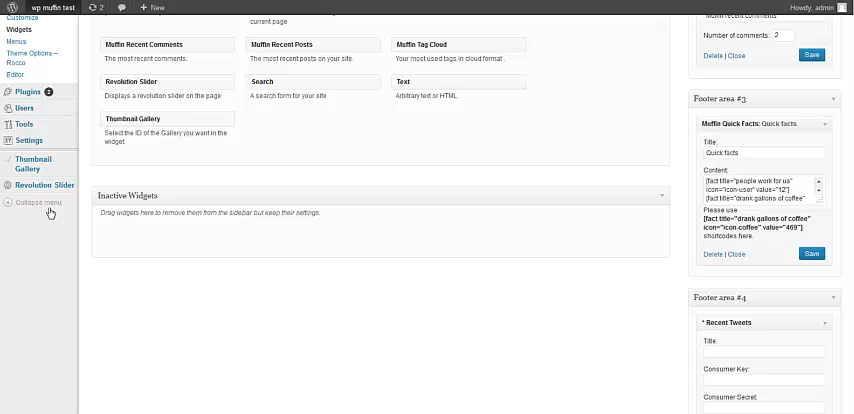 wp muffin test 2 + New Howdy, admin
Customize
Widgets
Menus
Theme Options –
Rocco
Editor
Plugins 2
Users
Tools
Settings
Thumbnail
Gallery
Revolution Slider
Collapse menu
current page
Muffin Recent Comments
The most recent comments.
Muffin Recent Posts
The most recent posts on your site.
Muffin Tag Cloud
Your most used tags in cloud format .
Revolution Slider
Displays a revolution slider on the page
Search
A search form for your site
Text
Arbitrary text or HTML
Thumbnail Gallery
Select the ID of the Gallery you want in the
widget.
Inactive Widgets
Drag widgets here to remove them from the sidebar but keep their settings.
Muffin recent comments
Number of comments: 2
Delete | Close Save
Footer area #3
Muffin Quick Facts: Quick facts
Title:
Quick facts
Content:
[fact title="people work for us"
icon="icon-user" value="12"]
[fact title="drank gallons of coffee"
Please use
[fact title="drank gallons of coffee"
icon="icon-coffee" value="469"]
shortcodes here.
Delete | Close Save
Footer area #4
* Recent Tweets
Title:
Consumer Key:
Consumer Secret: